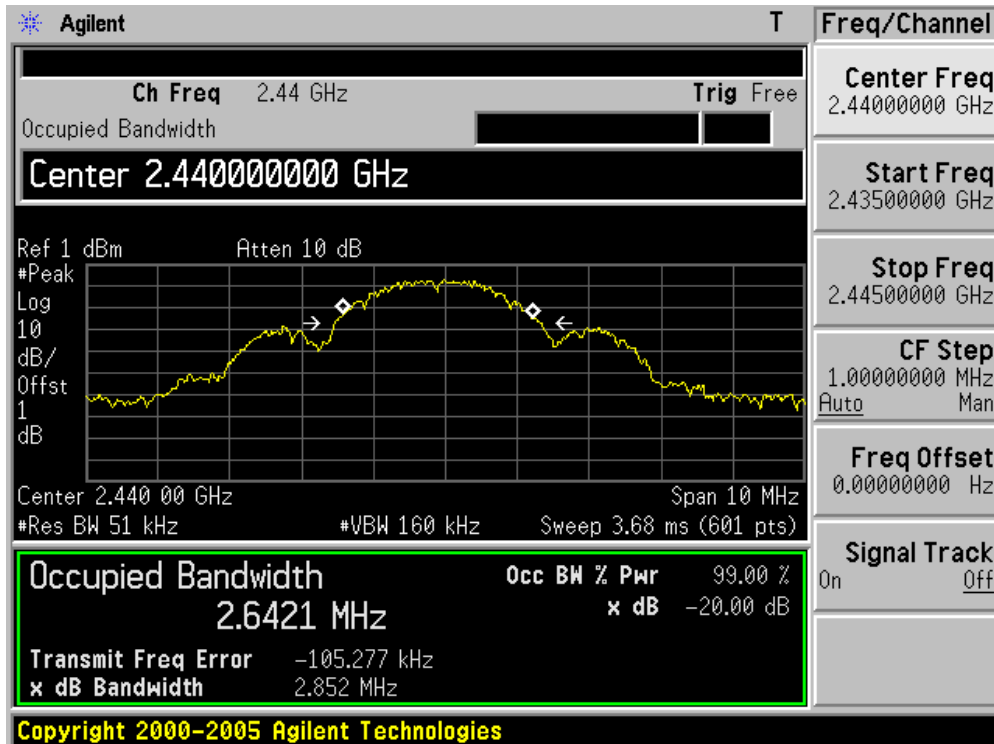 Agilent T
Ch Freq 2.44 GHz Trig Free
Occupied Bandwidth
Center 2.440000000 GHz
Ref 1 dBm Atten 10 dB
#Peak
Log
10
dB/
Offst
1
dB
Center 2.440 00 GHz Span 10 MHz
#Res BW 51 kHz #VBW 160 kHz Sweep 3.68 ms (601 pts)
Occupied Bandwidth Occ BW % Pwr 99.00 %
2.6421 MHz x dB -20.00 dB
Transmit Freq Error -105.277 kHz
x dB Bandwidth 2.852 MHz
Copyright 2000-2005 Agilent Technologies
Freq/Channel
Center Freq
2.44000000 GHz
Start Freq
2.43500000 GHz
Stop Freq
2.44500000 GHz
CF Step
1.00000000 MHz
Auto Man
Freq Offset
0.00000000 Hz
Signal Track
On Off